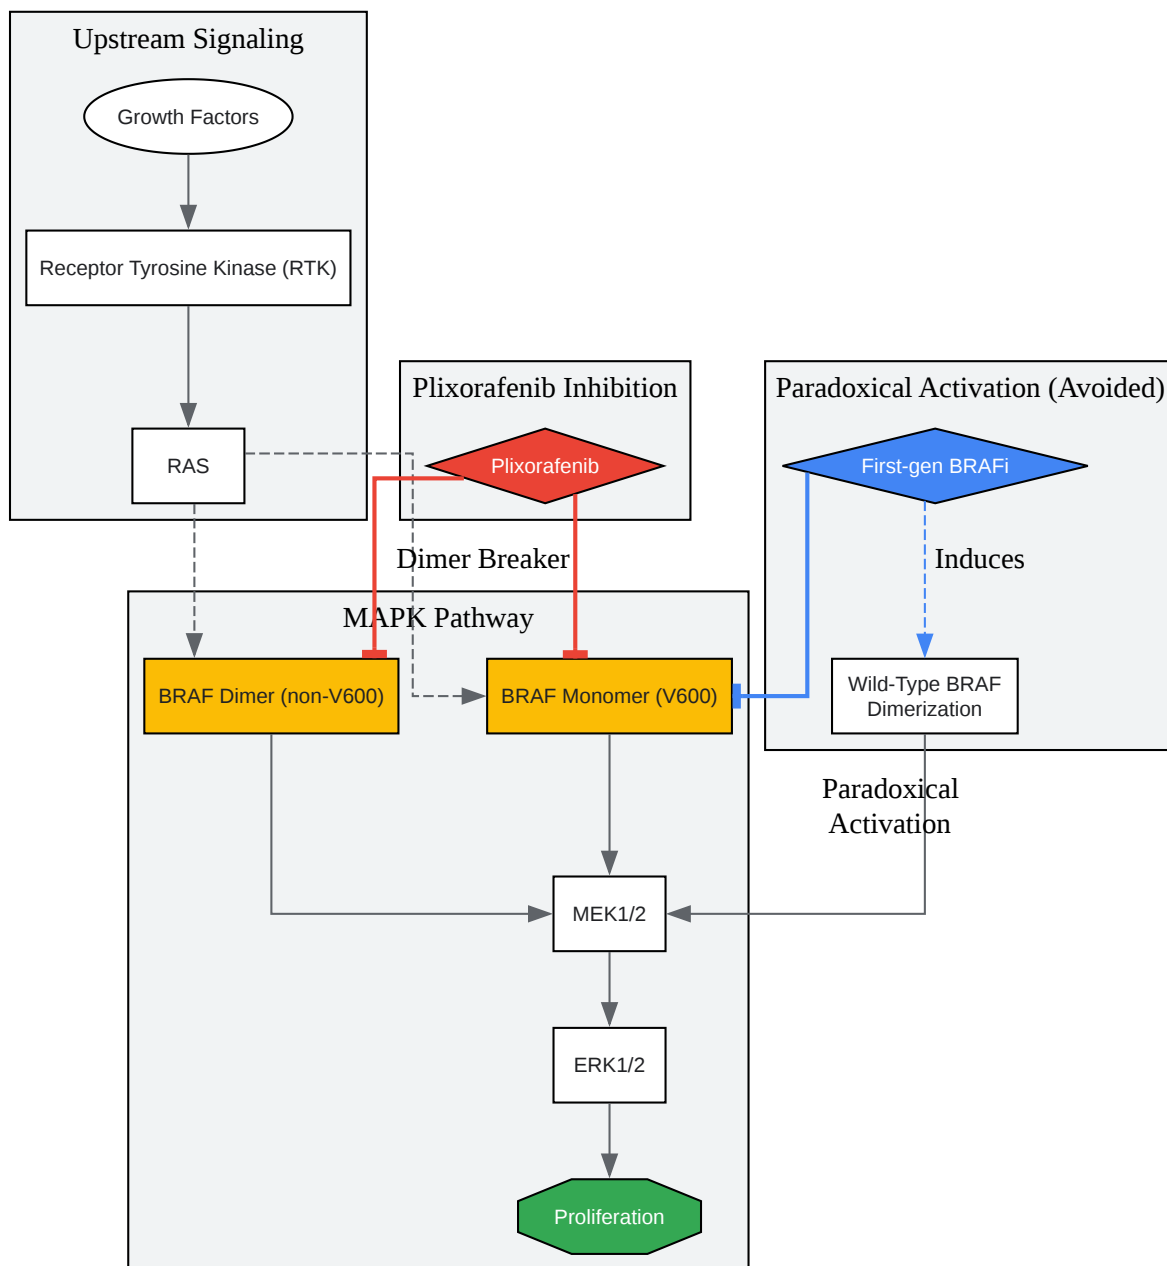 Upstream Signaling
Growth Factors
Receptor Tyrosine Kinase (RTK)
RAS
Plixorafenib Inhibition
Plixorafenib
Paradoxical Activation (Avoided)
First-gen BRAFi
Dimer Breaker
Induces
MAPK Pathway
BRAF Dimer (non-V600)
BRAF Monomer (V600)
Wild-Type BRAF
Dimerization
Paradoxical
Activation
MEK1/2
ERK1/2
Proliferation